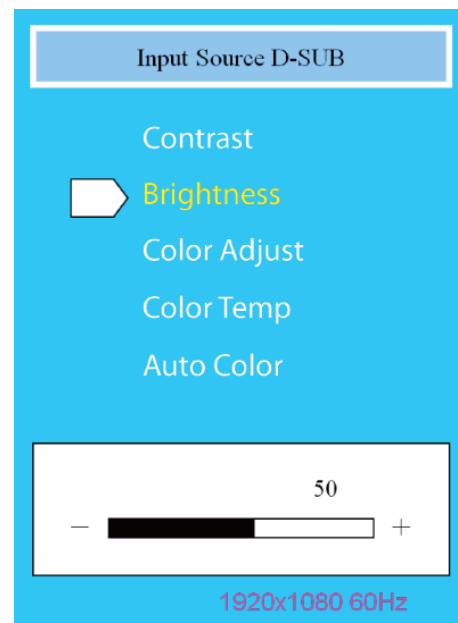 Input Source D-SUB
Contrast
Brightness
Color Adjust
Color Temp
Auto Color
50
− +
1920x1080 60Hz